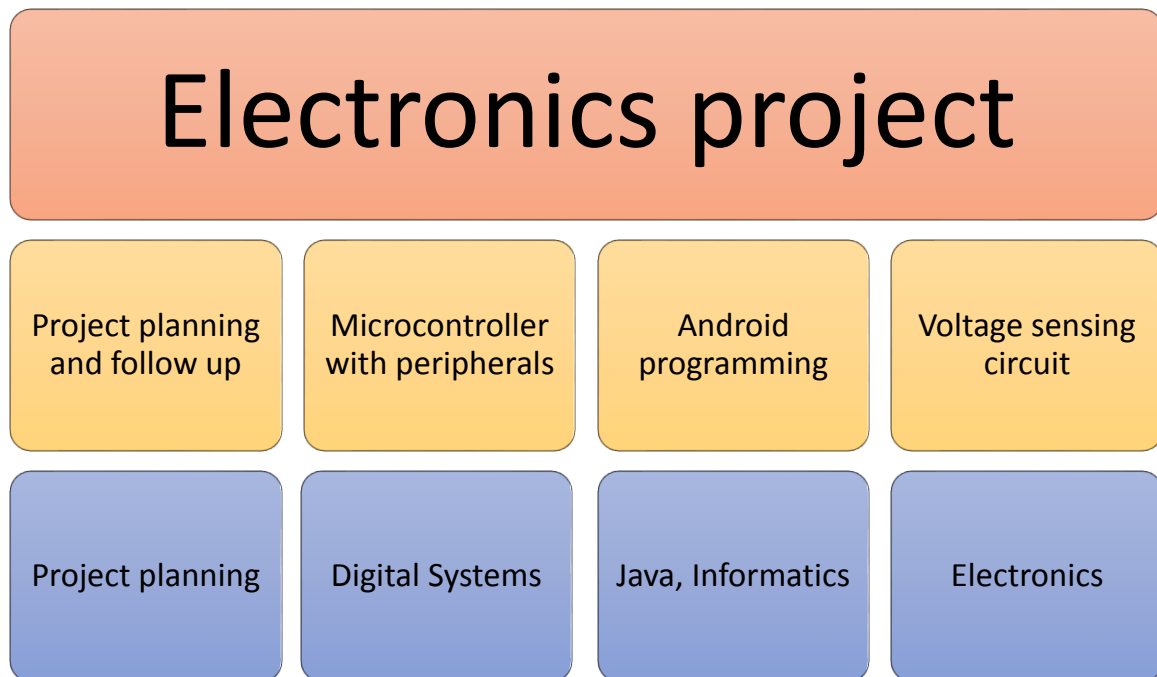 Electronics project
Project planning
and follow up
Microcontroller
with peripherals
Android
programming
Voltage sensing
circuit
Project planning
Digital Systems
Java, Informatics
Electronics